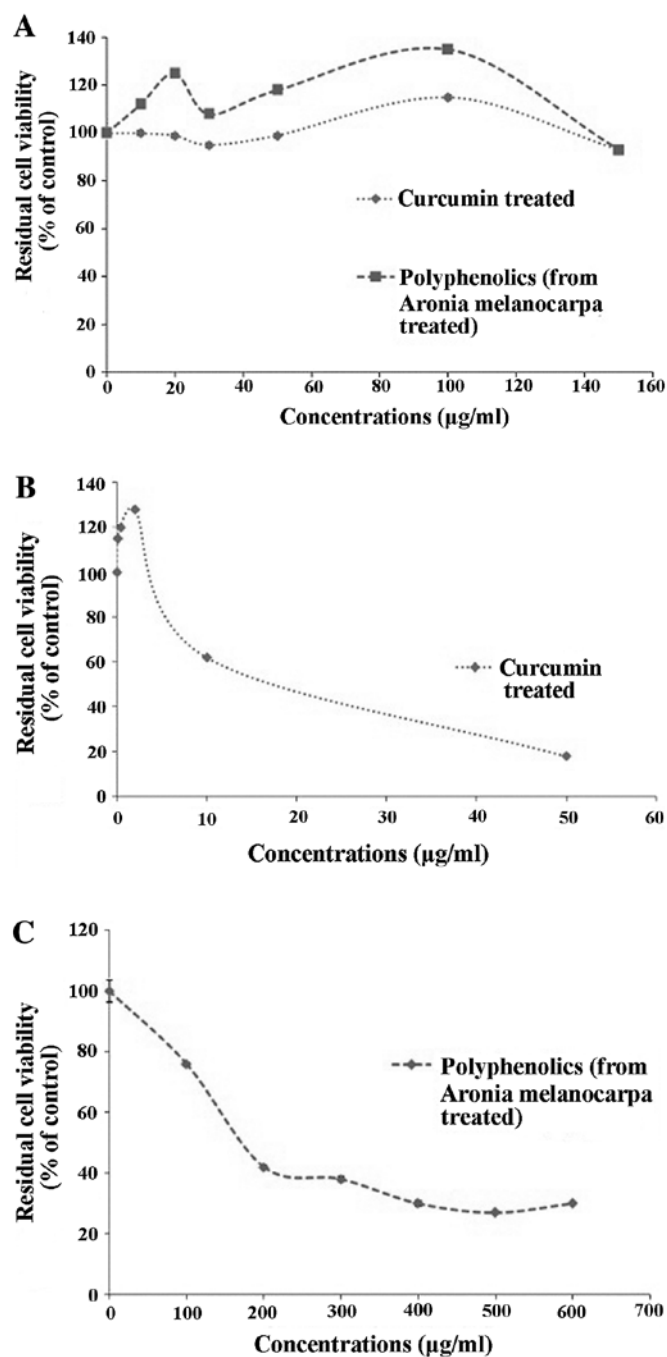 A
Residual cell viability
(% of control)
140
120
100
80
60
40
20
0
Curcumin treated
Polyphenolics (from
Aronia melanocarpa
treated)
0 20 40 60 80 100 120 140 160
Concentrations (µg/ml)
B
Residual cell viability
(% of control)
140
120
100
80
60
40
20
0
Curcumin
treated
0 10 20 30 40 50 60
Concentrations (µg/ml)
C
Residual cell viability
(% of control)
120
100
80
60
40
20
0
Polyphenolics (from
Aronia melanocarpa
treated)
0 100 200 300 400 500 600 700
Concentrations (µg/ml)